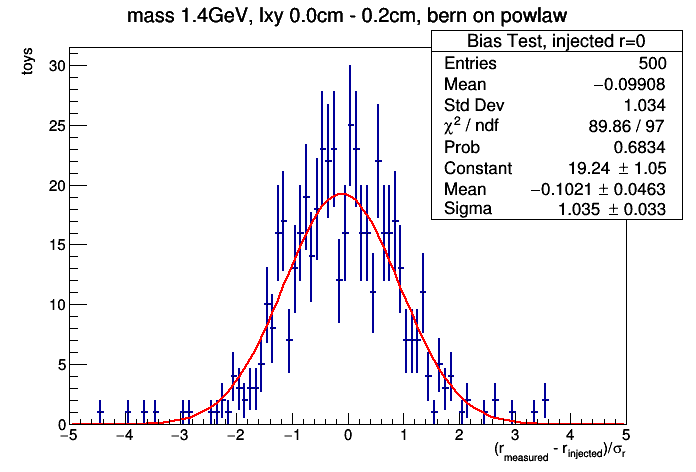 mass 1.4GeV, lxy 0.0cm - 0.2cm, bern on powlaw
toys
Bias Test, injected r=0
Entries 500
Mean −0.09908
Std Dev 1.034
χ² / ndf 89.86 / 97
Prob 0.6834
Constant 19.24 ± 1.05
Mean −0.1021 ± 0.0463
Sigma 1.035 ± 0.033
30
25
20
15
10
5
0
−5 −4 −3 −2 −1 0 1 2 3 4 5
(r_measured - r_injected)/σ_r